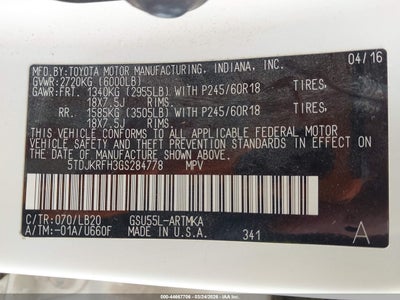 MFD.BY:TOYOTA MOTOR MANUFACTURING, INDIANA, INC. 04/16
GVWR:2720KG (6000LB)
GAWR:FRT. 1340KG (2955LB) WITH P245/60R18 TIRES,
18X7.5J RIMS.
RR. 1585KG (3505LB) WITH P245/60R18 TIRES,
18X7.5J RIMS.
THIS VEHICLE CONFORMS TO ALL APPLICABLE FEDERAL MOTOR
VEHICLE SAFETY AND THEFT PREVENTION STANDARDS IN
EFFECT ON THE DATE OF MANUFACTURE SHOWN ABOVE.
5TDJKRFH3GS284778 MPV
C/TR:070/LB20 GSU55L-ARTMKA
A/TM:-01A/U660F MADE IN U.S.A. 341
500-44667706 - 03/24/2026 - IAA Inc.